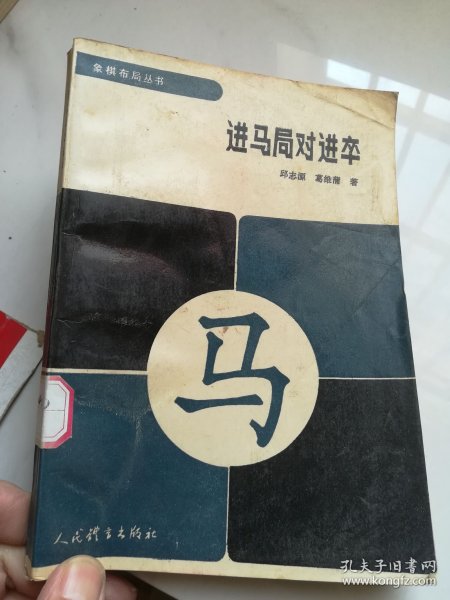 象棋布局丛书
进马局对进卒
邱志源 葛维蒲 著
马
人民体育出版社
孔夫子旧书网
www.kongfz.com